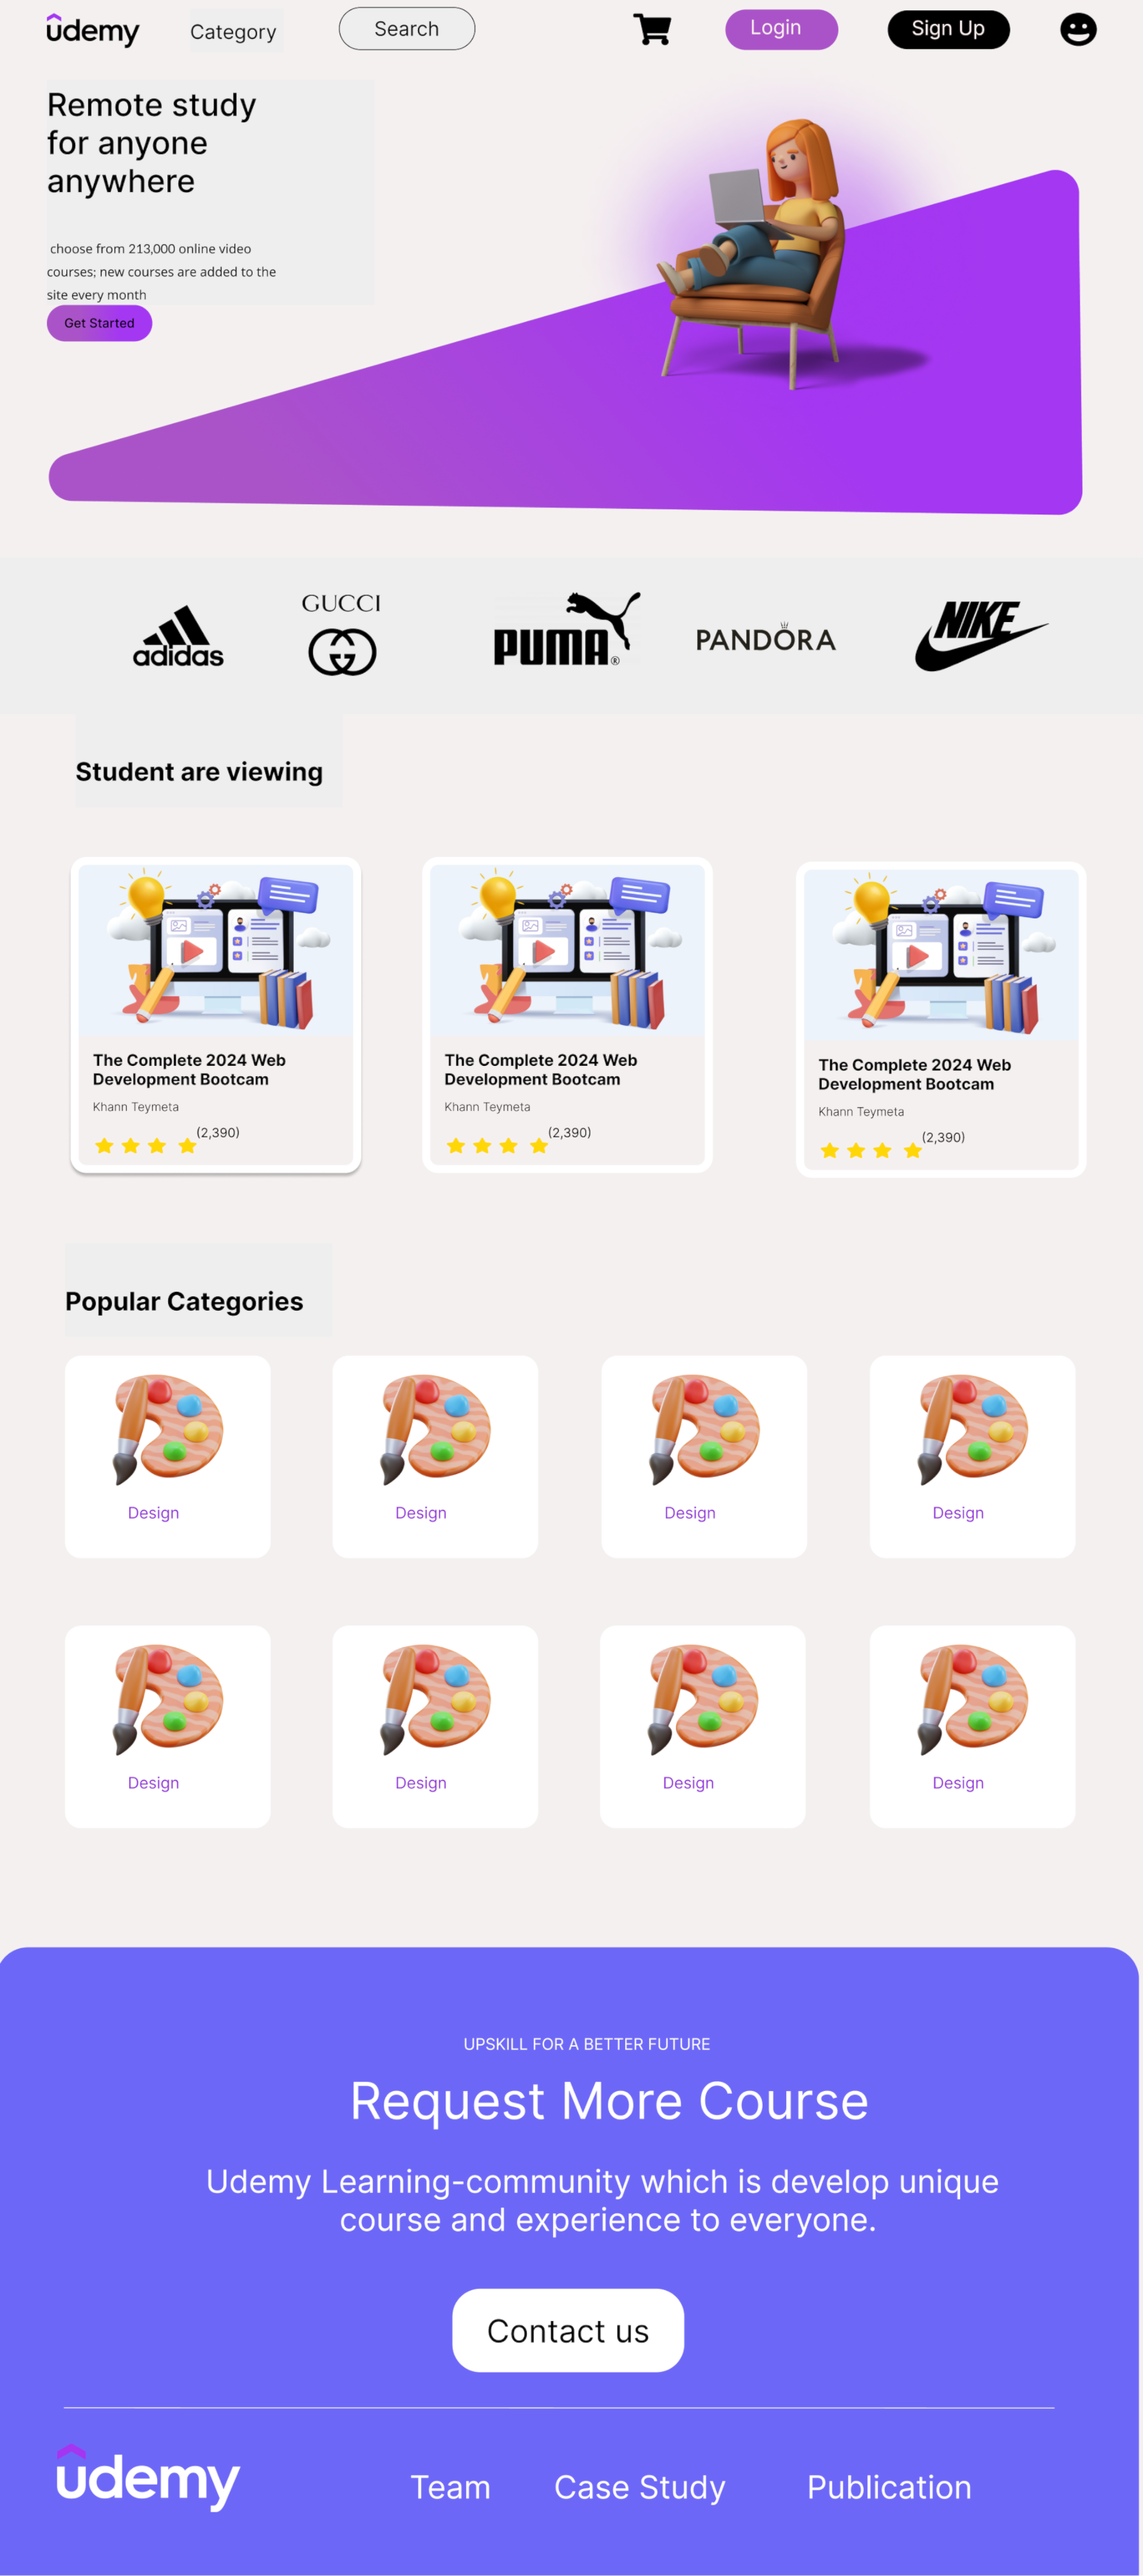 ûdemy
Category
Search
Login
Sign Up
Remote study
for anyone
anywhere
choose from 213,000 online video
courses; new courses are added to the
site every month
Get Started
adidas
GUCCI
PUMA®
PANDORA
NIKE
Student are viewing
The Complete 2024 Web
Development Bootcam
Khann Teymeta
(2,390)
The Complete 2024 Web
Development Bootcam
Khann Teymeta
(2,390)
The Complete 2024 Web
Development Bootcam
Khann Teymeta
(2,390)
Popular Categories
Design
Design
Design
Design
Design
Design
Design
Design
UPSKILL FOR A BETTER FUTURE
Request More Course
Udemy Learning-community which is develop unique
course and experience to everyone.
Contact us
ûdemy
Team
Case Study
Publication